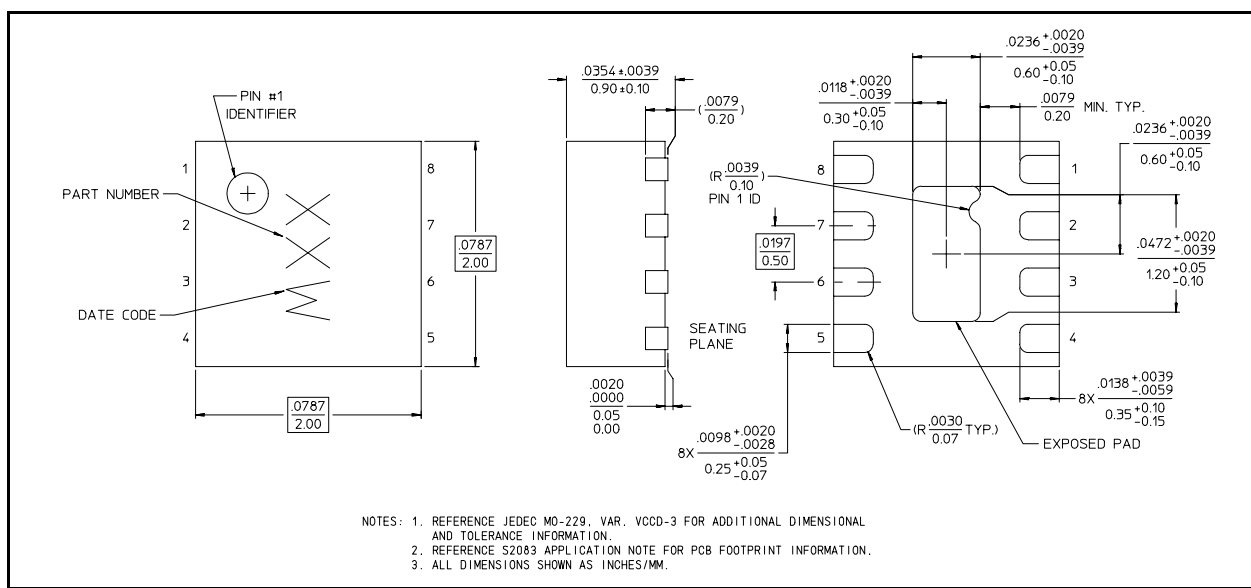 PIN #1
IDENTIFIER
PART NUMBER
DATE CODE
1
2
3
4
8
7
6
5
XX
.0787
2.00
.0787
2.00
.0354 ±.0039
0.90 ±0.10
(.0079
0.20)
SEATING
PLANE
.0020
.0000
0.05
0.00
.0236 +.0020
-.0039
0.60 +0.05
-0.10
.0118 +.0020
-.0039
0.30 +0.05
-0.10
.0079
0.20 MIN. TYP.
.0236 +.0020
-.0039
0.60 +0.05
-0.10
(R .0039
0.10)
PIN 1 ID
8
7
6
5
1
2
3
4
.0197
0.50
.0472 +.0020
-.0039
1.20 +0.05
-0.10
8X .0098 +.0020
-.0028
0.25 +0.05
-0.07
(R .0030
0.07 TYP.)
8X .0138 +.0039
-.0059
0.35 +0.10
-0.15
EXPOSED PAD
NOTES: 1. REFERENCE JEDEC MO-229, VAR. VCCD-3 FOR ADDITIONAL DIMENSIONAL
AND TOLERANCE INFORMATION.
2. REFERENCE S2083 APPLICATION NOTE FOR PCB FOOTPRINT INFORMATION.
3. ALL DIMENSIONS SHOWN AS INCHES/MM.